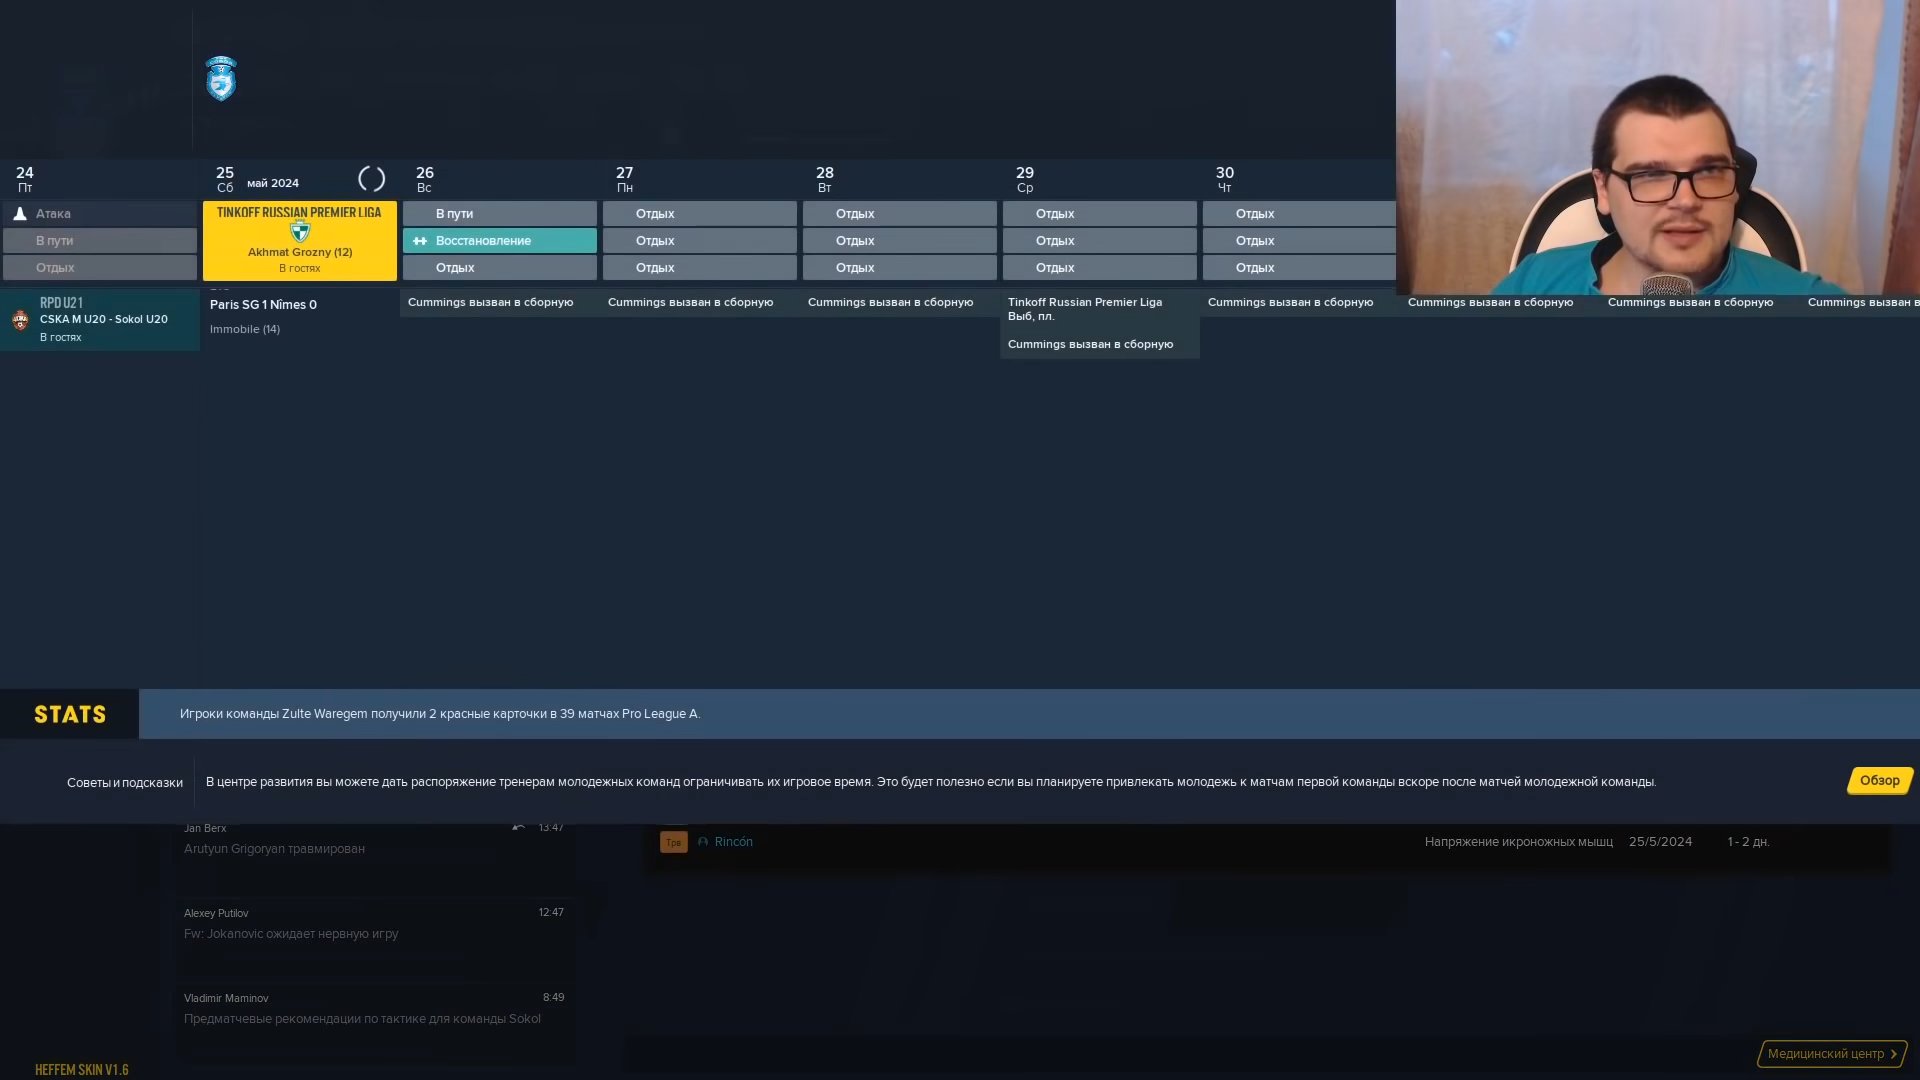 24
Пт
25
Сб
май 2024
26
Вс
27
Пн
28
Вт
29
Ср
30
Чт
Атака
В пути
Отдых
TINKOFF RUSSIAN PREMIER LIGA
Akhmat Grozny (12)
В гостях
В пути
Восстановление
Отдых
Отдых
Отдых
Отдых
Отдых
Отдых
Отдых
Отдых
Отдых
Отдых
Отдых
Отдых
Отдых
RPD U21
CSKA M U20 - Sokol U20
В гостях
Paris SG 1 Nîmes 0
Immobile (14)
Cummings вызван в сборную
Cummings вызван в сборную
Cummings вызван в сборную
Tinkoff Russian Premier Liga
Выб, пл.
Cummings вызван в сборную
Cummings вызван в сборную
Cummings вызван в сборную
Cummings вызван в сборную
Cummings вызван в
STATS
Игроки команды Zulte Waregem получили 2 красные карточки в 39 матчах Pro League A.
Советы и подсказки
В центре развития вы можете дать распоряжение тренерам молодежных команд ограничивать их игровое время. Это будет полезно если вы планируете привлекать молодежь к матчам первой команды вскоре после матчей молодежной команды.
Обзор
Jan Berx
13:47
Arutyun Grigoryan травмирован
Трв
Rincón
Напряжение икроножных мышц
25/5/2024
1 - 2 дн.
Alexey Putilov
12:47
Fw: Jokanovic ожидает нервную игру
Vladimir Maminov
8:49
Предматчевые рекомендации по тактике для команды Sokol
HEFFEM SKIN V1.6
Медицинский центр